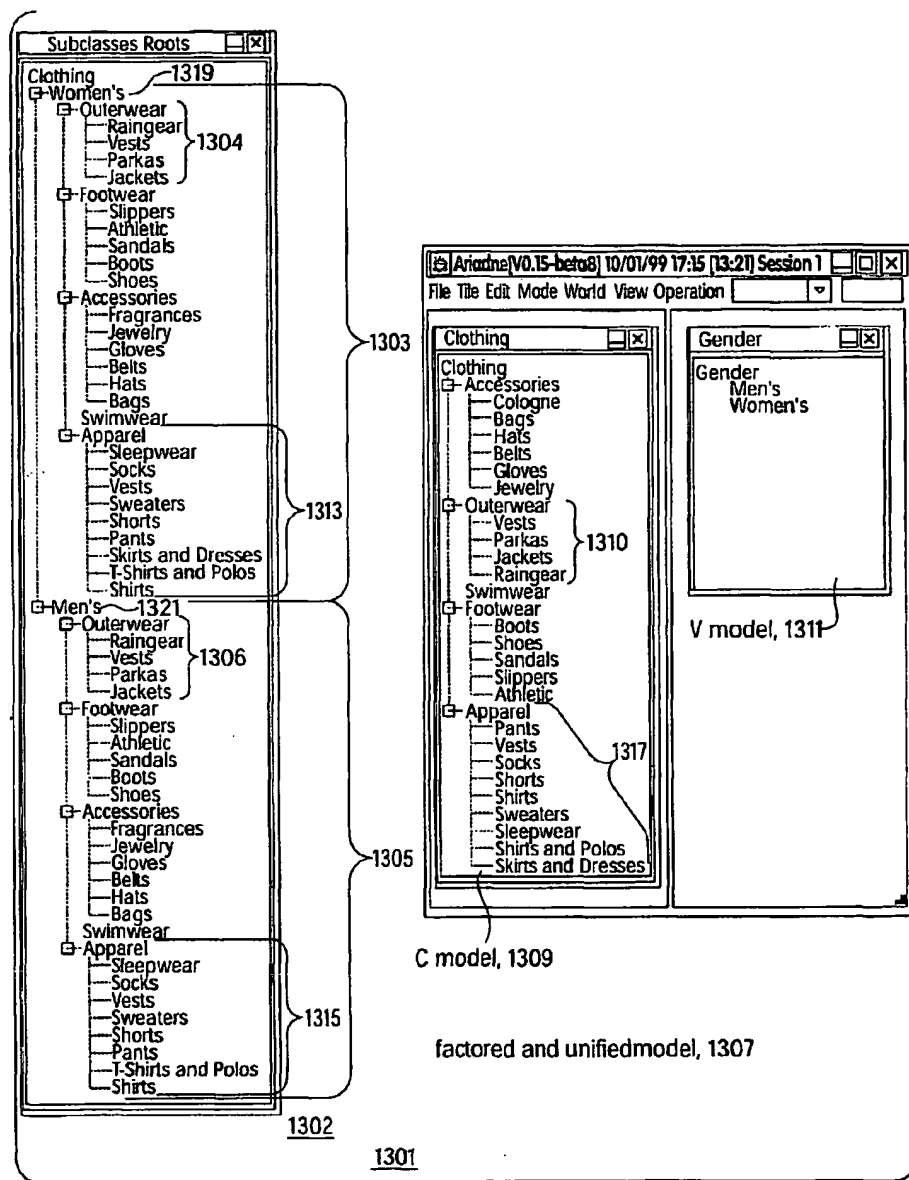 Subclasses Roots
Clothing
Women's 1319
Outerwear
Raingear
Vests 1304
Parkas
Jackets
Footwear
Slippers
Athletic
Sandals
Boots
Shoes
Accessories
Fragrances
Jewelry 1303
Gloves
Belts
Hats
Bags
Swimwear
Apparel
Sleepwear
Socks
Vests
Sweaters
Shorts 1313
Pants
Skirts and Dresses
T-Shirts and Polos
Shirts
Men's 1321
Outerwear
Raingear
Vests 1306
Parkas
Jackets
Footwear
Slippers
Athletic
Sandals
Boots
Shoes
Accessories
Fragrances
Jewelry
Gloves 1305
Belts
Hats
Bags
Swimwear
Apparel
Sleepwear
Socks
Vests
Sweaters 1315
Shorts
Pants
T-Shirts and Polos
Shirts
1302
1301
Ariadne[V0.15-beta8] 10/01/99 17:15 [13:21] Session 1
File Tile Edit Mode World View Operation
Clothing
Clothing
Accessories
Cologne
Bags
Hats
Belts
Gloves
Jewelry
Outerwear
Vests
Parkas 1310
Jackets
Raingear
Swimwear
Footwear
Boots
Shoes
Sandals
Slippers
Athletic
Apparel
Pants
Vests 1317
Socks
Shorts
Shirts
Sweaters
Sleepwear
Shirts and Polos
Skirts and Dresses
Gender
Gender
Men's
Women's
V model, 1311
C model, 1309
factored and unifiedmodel, 1307